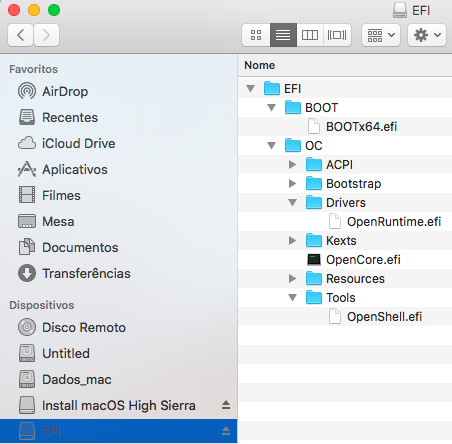 EFI
Favoritos
AirDrop
Recentes
iCloud Drive
Aplicativos
Filmes
Mesa
Documentos
Transferências
Dispositivos
Disco Remoto
Untitled
Dados_mac
Install macOS High Sierra
EFI
Nome
EFI
BOOT
BOOTx64.efi
OC
ACPI
Bootstrap
Drivers
OpenRuntime.efi
Kexts
OpenCore.efi
Resources
Tools
OpenShell.efi